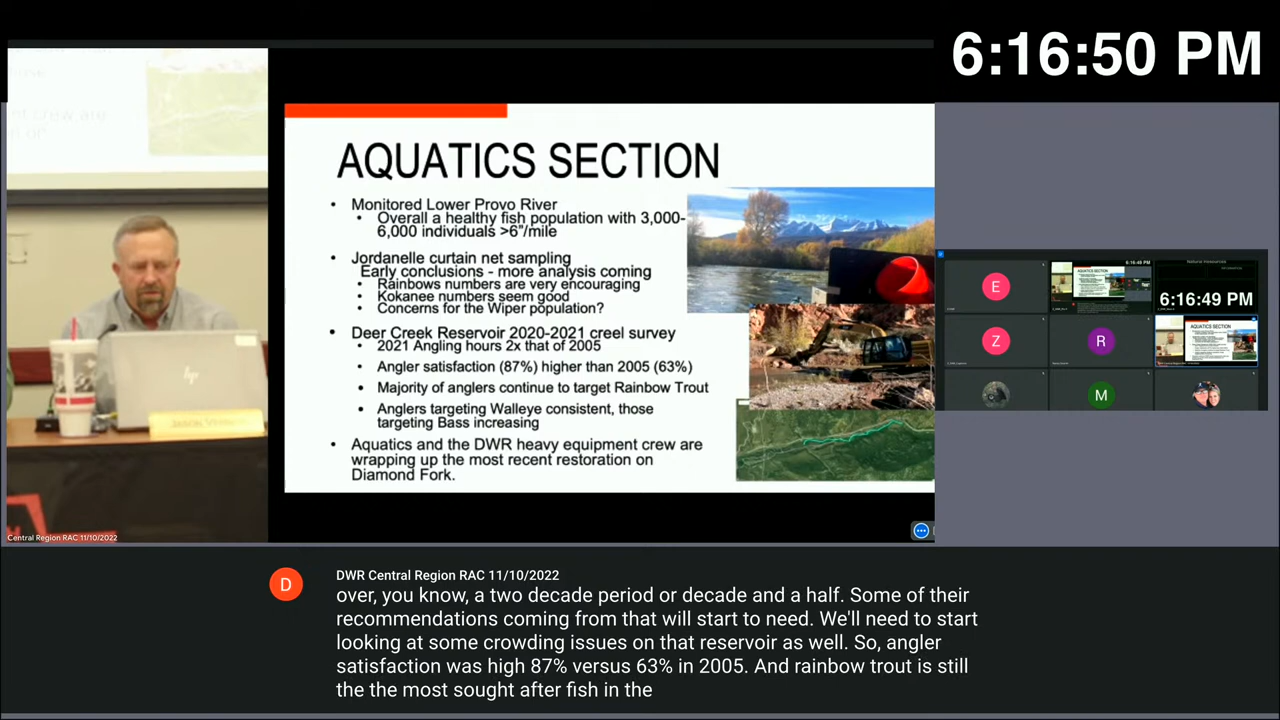 6:16:50 PM
AQUATICS SECTION
• Monitored Lower Provo River
• Overall a healthy fish population with 3,000-
6,000 individuals >6"/mile
• Jordanelle curtain net sampling
Early conclusions - more analysis coming
• Rainbows numbers are very encouraging
• Kokanee numbers seem good
• Concerns for the Wiper population?
• Deer Creek Reservoir 2020-2021 creel survey
• 2021 Angling hours 2x that of 2005
• Angler satisfaction (87%) higher than 2005 (63%)
• Majority of anglers continue to target Rainbow Trout
• Anglers targeting Walleye consistent, those
targeting Bass increasing
• Aquatics and the DWR heavy equipment crew are
wrapping up the most recent restoration on
Diamond Fork.
hp
Central Region RAC 11/10/2022
E
6:16:49 PM
Z
R
AQUATICS SECTION
M
D
DWR Central Region RAC 11/10/2022
over, you know, a two decade period or decade and a half. Some of their
recommendations coming from that will start to need. We'll need to start
looking at some crowding issues on that reservoir as well. So, angler
satisfaction was high 87% versus 63% in 2005. And rainbow trout is still
the the most sought after fish in the